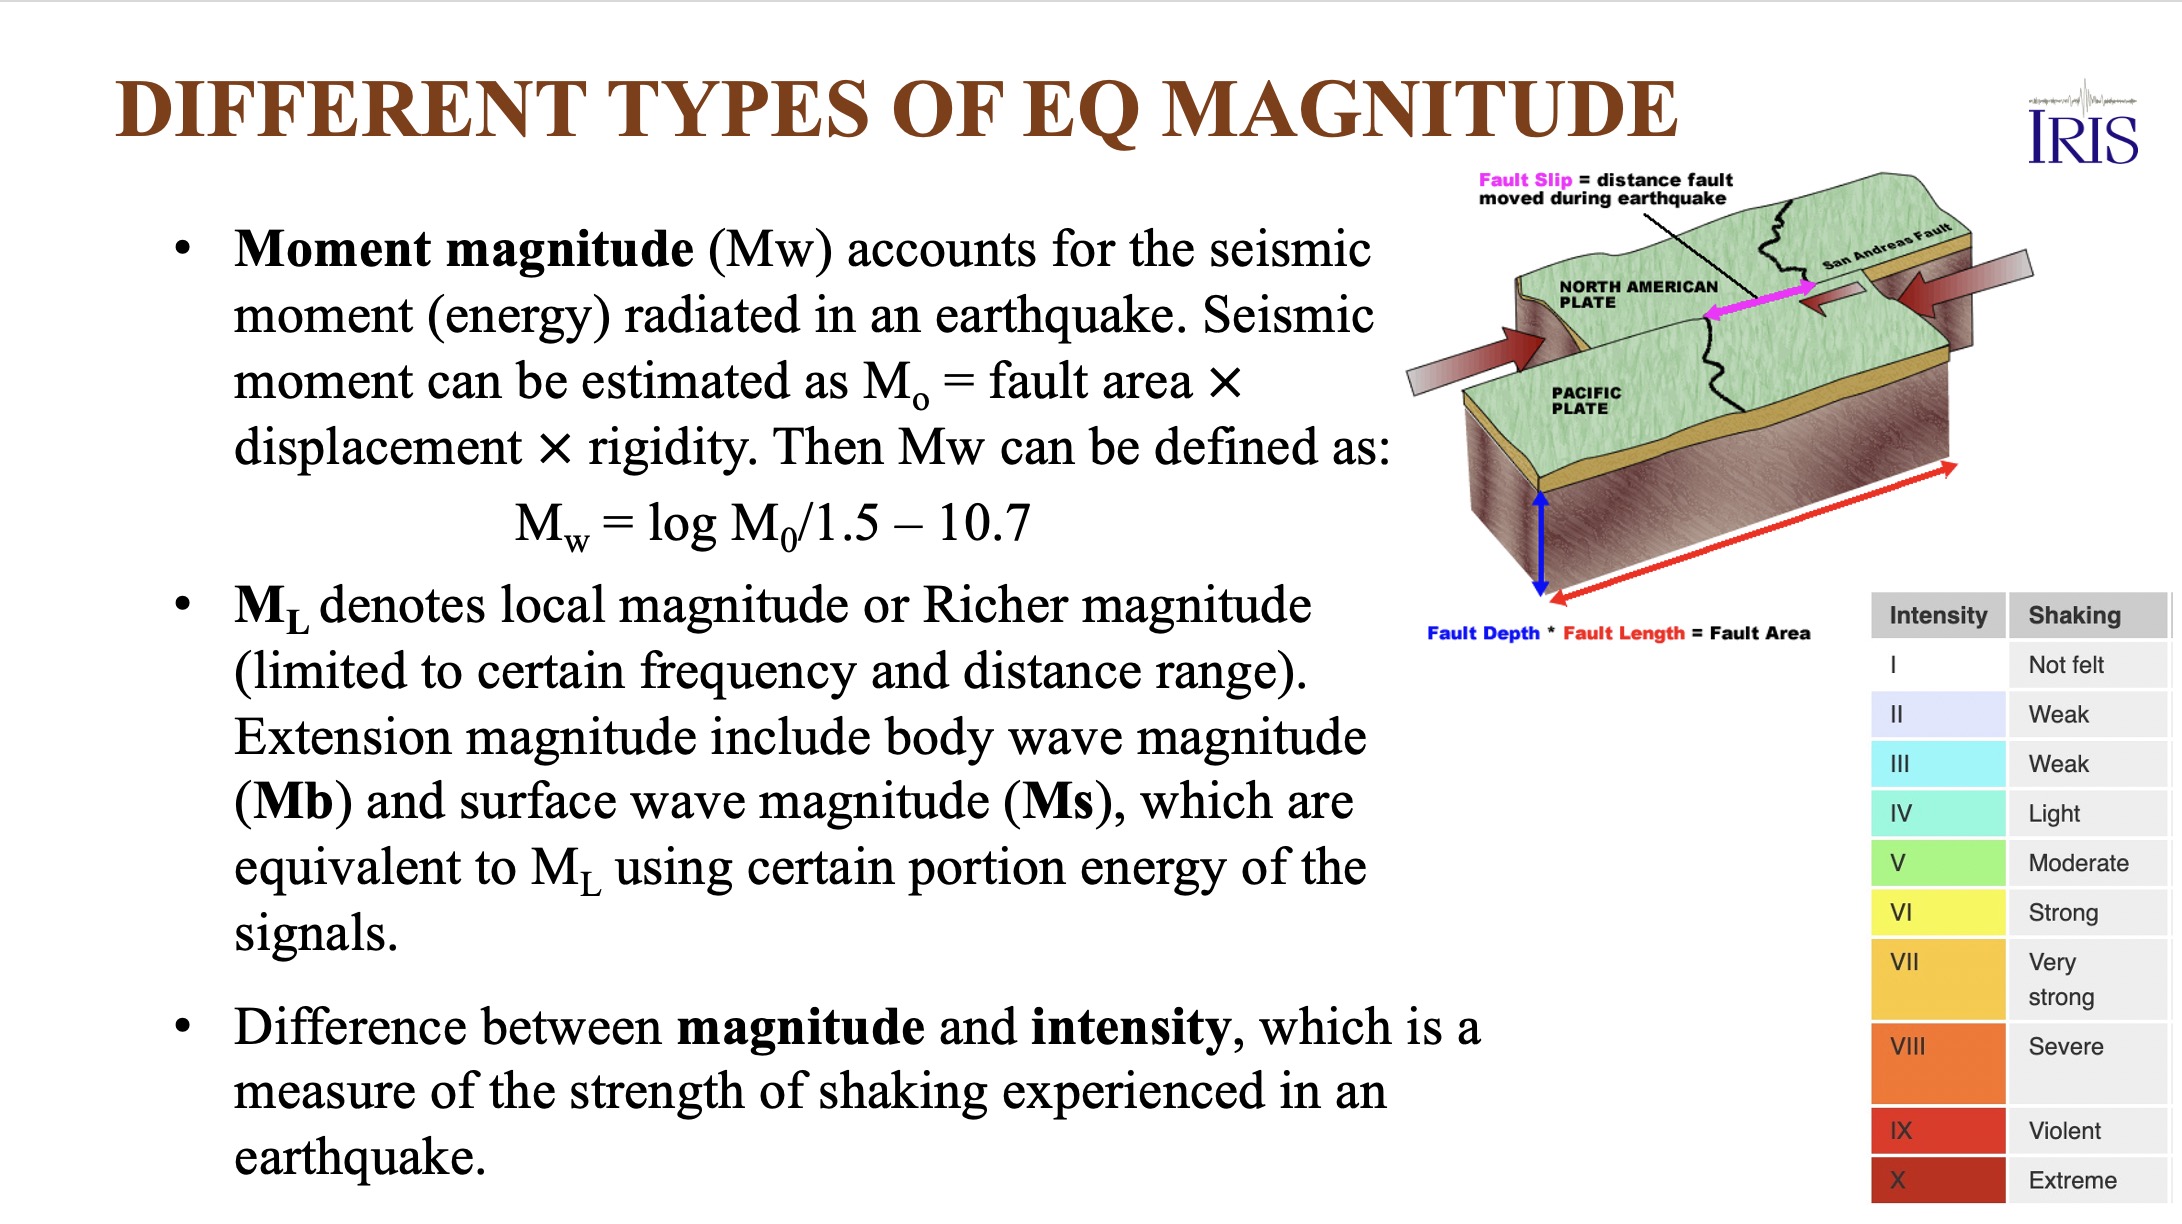 DIFFERENT TYPES OF EQ MAGNITUDE
IRIS
• Moment magnitude (Mw) accounts for the seismic
moment (energy) radiated in an earthquake. Seismic
moment can be estimated as Mₒ = fault area ×
displacement × rigidity. Then Mw can be defined as:
M_w = log M₀/1.5 – 10.7
• M_L denotes local magnitude or Richer magnitude
(limited to certain frequency and distance range).
Extension magnitude include body wave magnitude
(Mb) and surface wave magnitude (Ms), which are
equivalent to M_L using certain portion energy of the
signals.
• Difference between magnitude and intensity, which is a
measure of the strength of shaking experienced in an
earthquake.
Fault Slip = distance fault
moved during earthquake
San Andreas Fault
NORTH AMERICAN
PLATE
PACIFIC
PLATE
Fault Depth * Fault Length = Fault Area
Intensity Shaking
I Not felt
II Weak
III Weak
IV Light
V Moderate
VI Strong
VII Very
strong
VIII Severe
IX Violent
X Extreme